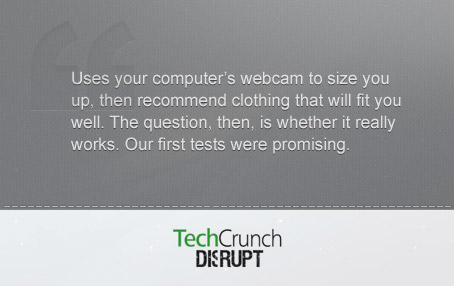 Uses your computer’s webcam to size you
up, then recommend clothing that will fit you
well. The question, then, is whether it really
works. Our first tests were promising.
TechCrunch
DISRUPT